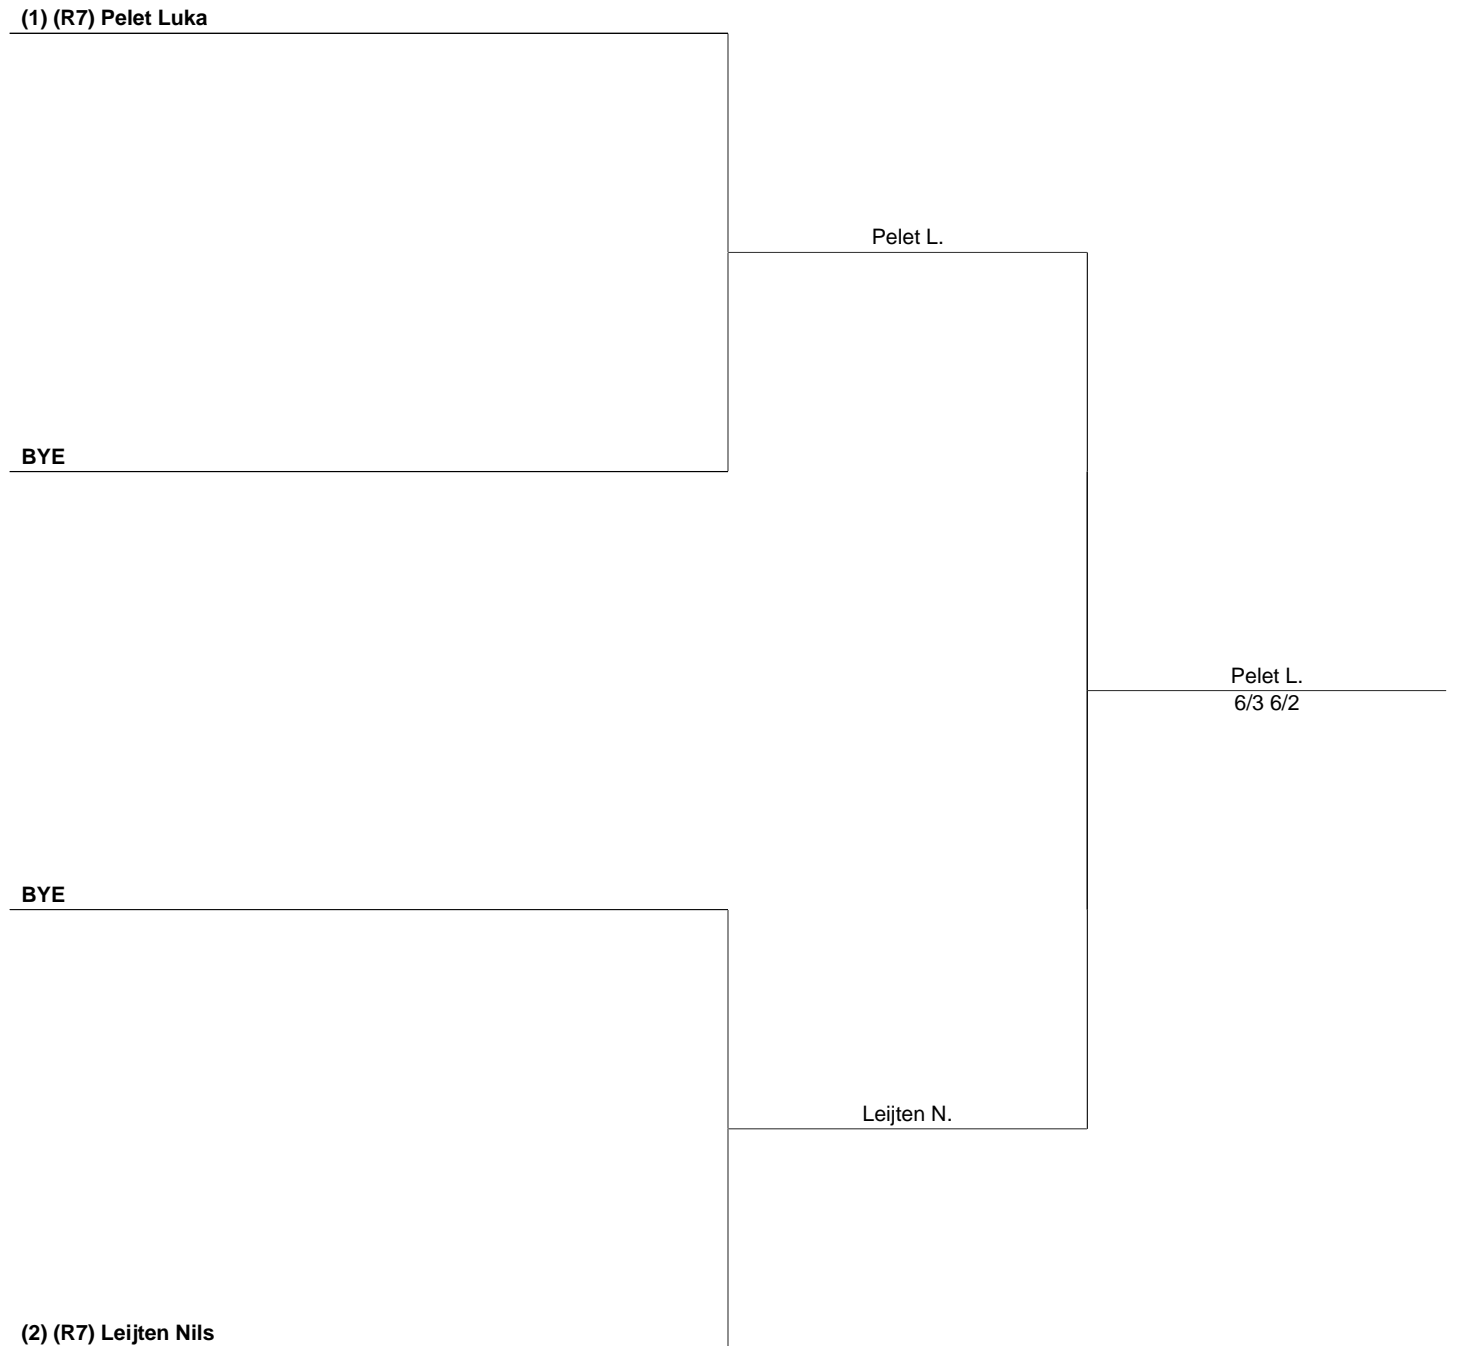 (1) (R7) Pelet Luka
Pelet L.
BYE
Pelet L.
6/3 6/2
BYE
Leijten N.
(2) (R7) Leijten Nils